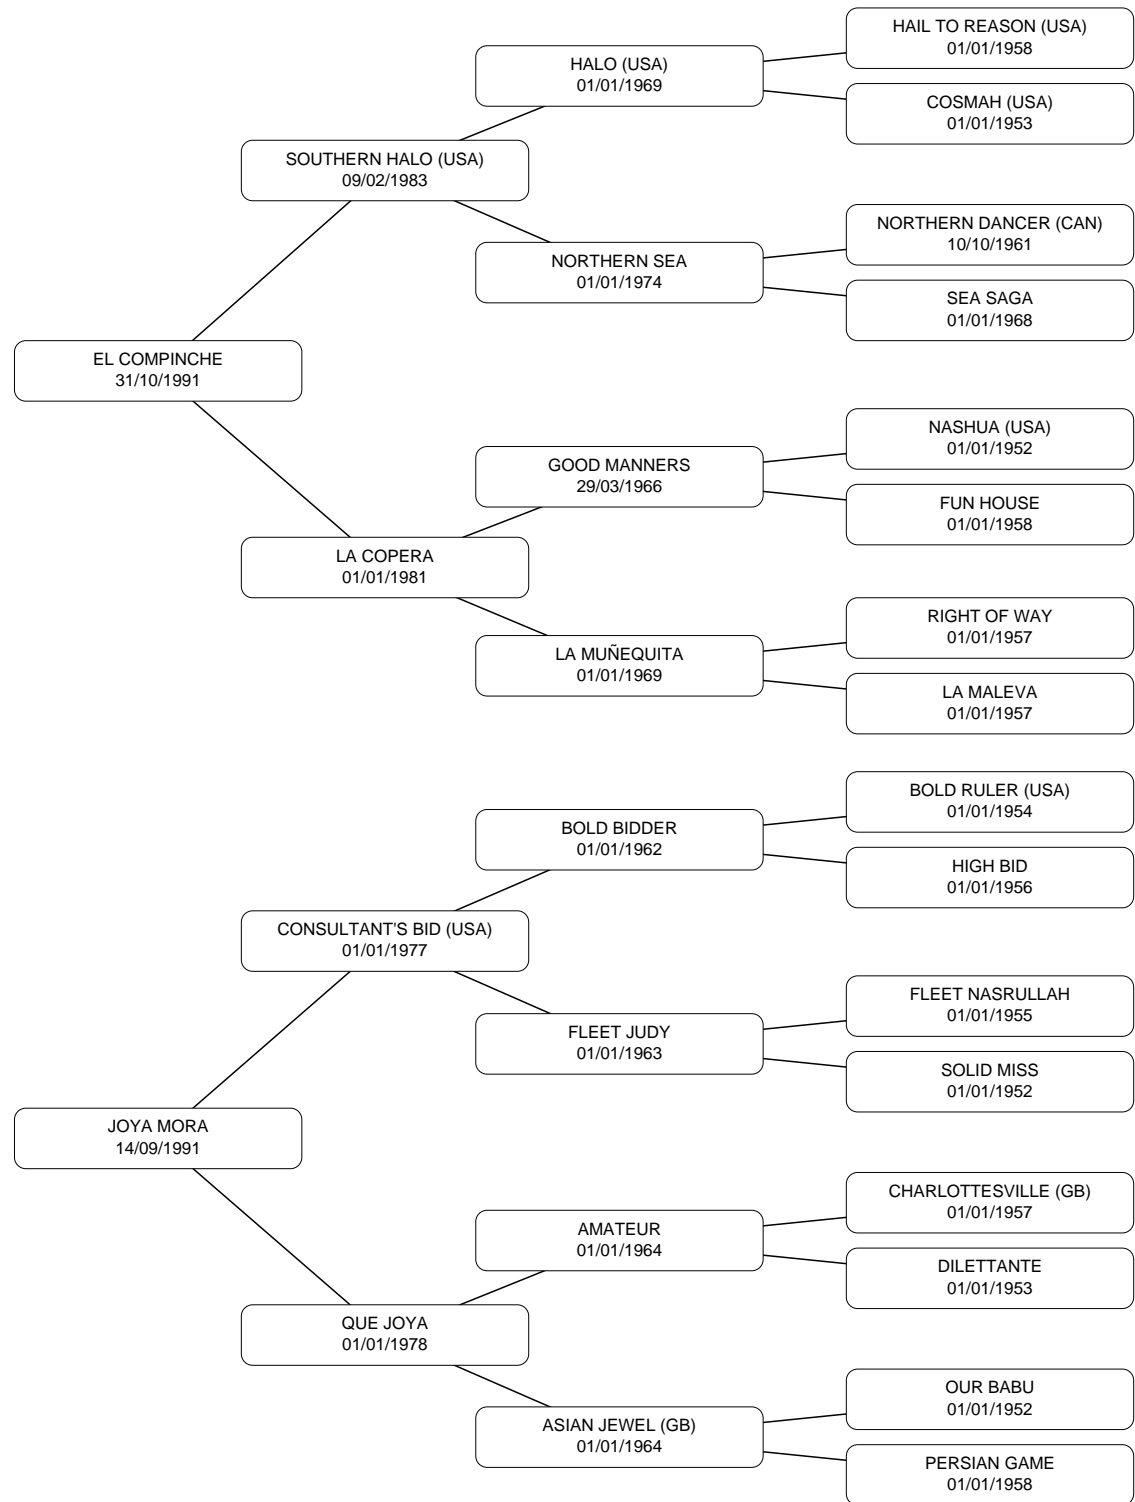 HAIL TO REASON (USA)
01/01/1958
HALO (USA)
01/01/1969
COSMAH (USA)
01/01/1953
SOUTHERN HALO (USA)
09/02/1983
NORTHERN DANCER (CAN)
10/10/1961
NORTHERN SEA
01/01/1974
SEA SAGA
01/01/1968
EL COMPINCHE
31/10/1991
NASHUA (USA)
01/01/1952
GOOD MANNERS
29/03/1966
FUN HOUSE
01/01/1958
LA COPERA
01/01/1981
RIGHT OF WAY
01/01/1957
LA MUÑEQUITA
01/01/1969
LA MALEVA
01/01/1957
BOLD RULER (USA)
01/01/1954
BOLD BIDDER
01/01/1962
HIGH BID
01/01/1956
CONSULTANT'S BID (USA)
01/01/1977
FLEET NASRULLAH
01/01/1955
FLEET JUDY
01/01/1963
SOLID MISS
01/01/1952
JOYA MORA
14/09/1991
CHARLOTTESVILLE (GB)
01/01/1957
AMATEUR
01/01/1964
DILETTANTE
01/01/1953
QUE JOYA
01/01/1978
OUR BABU
01/01/1952
ASIAN JEWEL (GB)
01/01/1964
PERSIAN GAME
01/01/1958